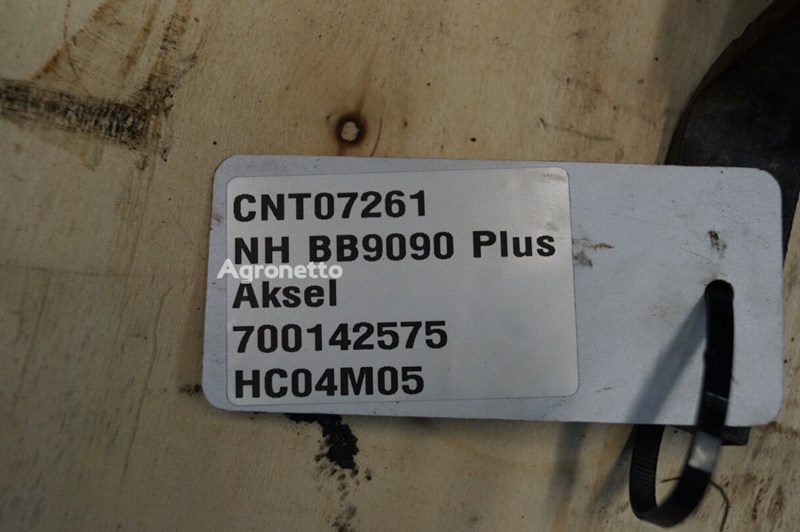 CNT07261
NH BB9090 Plus
Agronetto
Aksel
700142575
HC04M05